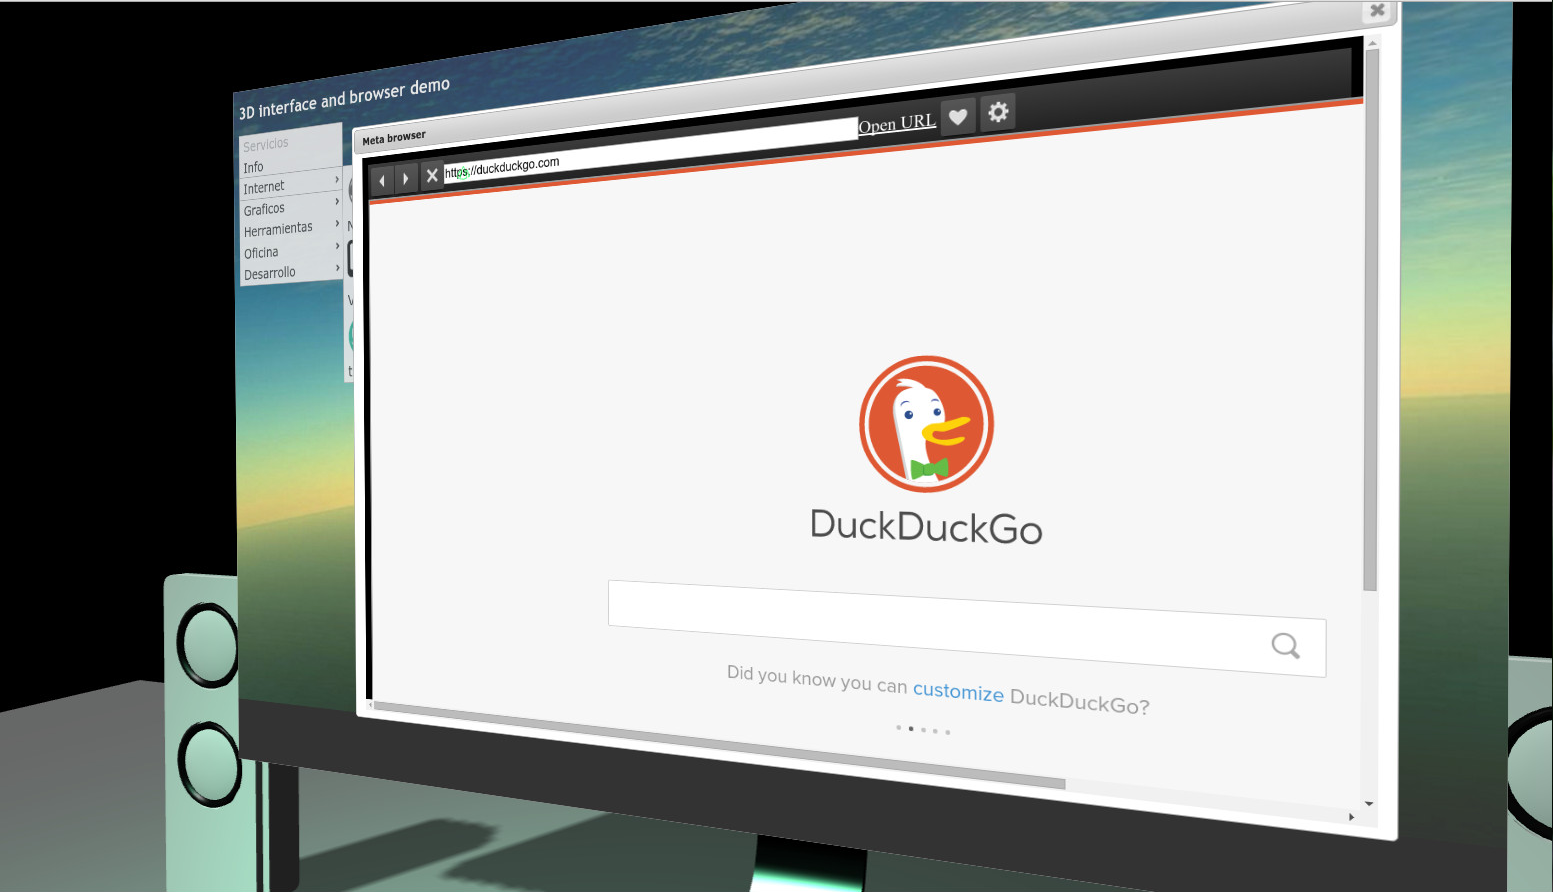 3D interface and browser demo
Servicios
Info
Internet
Graficos
Herramientas
Oficina
Desarrollo
Meta browser
https://duckduckgo.com
Open URL
DuckDuckGo
Did you know you can customize DuckDuckGo?